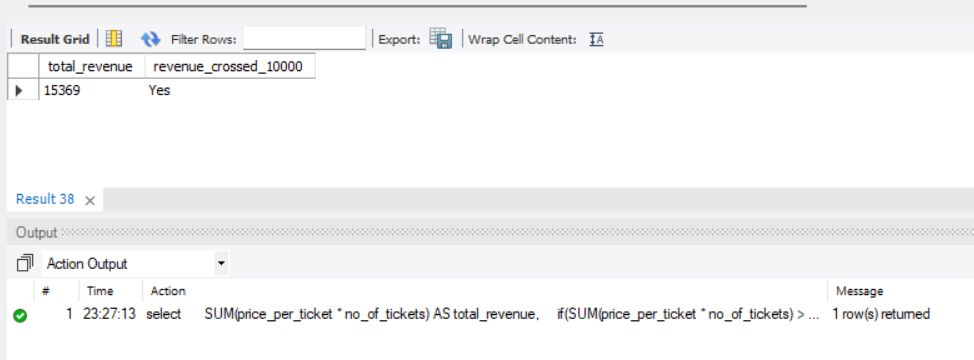 Result Grid Filter Rows: Export: Wrap Cell Content:
total_revenue revenue_crossed_10000
15369 Yes
Result 38
Output
Action Output
# Time Action Message
1 23:27:13 select SUM(price_per_ticket * no_of_tickets) AS total_revenue, if(SUM(price_per_ticket * no_of_tickets) > ... 1 row(s) returned